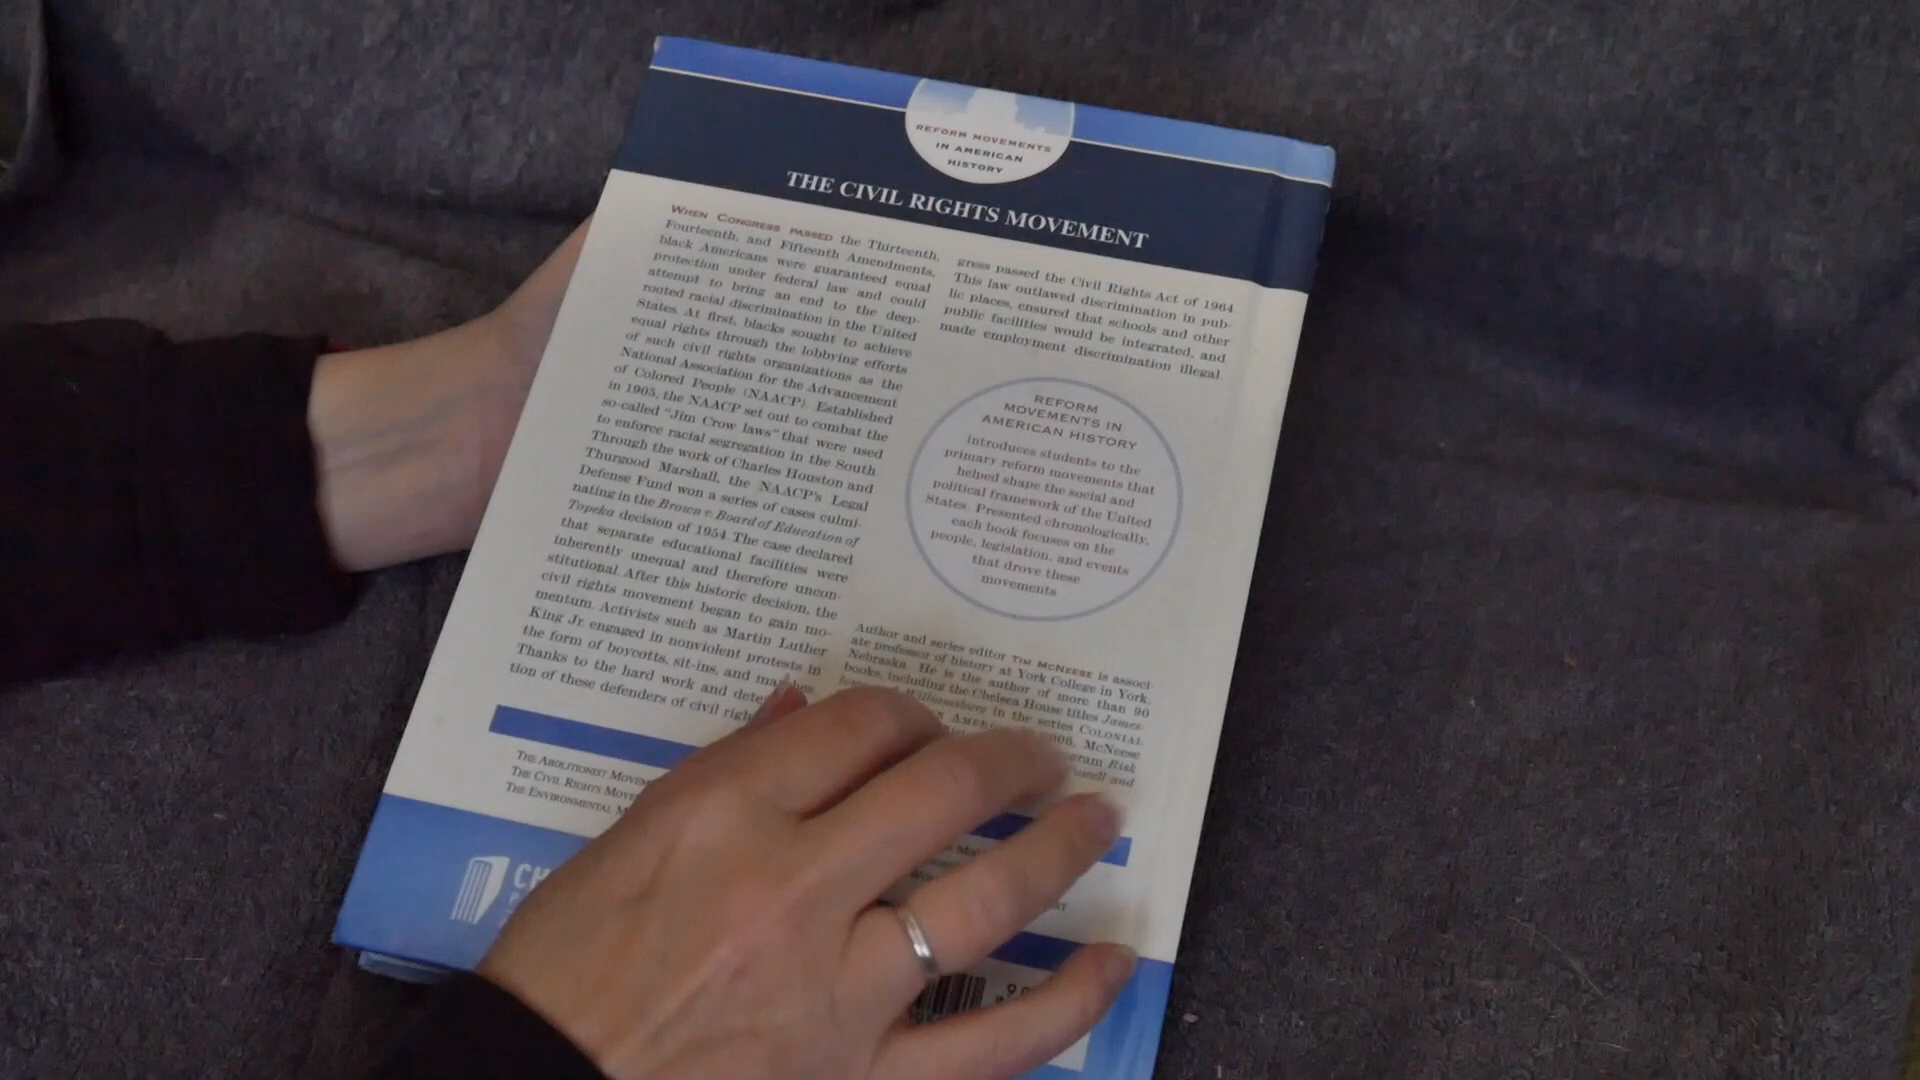 REFORM MOVEMENTS
IN AMERICAN
HISTORY
THE CIVIL RIGHTS MOVEMENT
WHEN CONGRESS PASSED the Thirteenth,
Fourteenth, and Fifteenth Amendments,
black Americans were guaranteed equal
protection under federal law and could
attempt to bring an end to the deep-
rooted racial discrimination in the United
States. At first, blacks sought to achieve
equal rights through the lobbying efforts
of such civil rights organizations as the
National Association for the Advancement
of Colored People (NAACP). Established
in 1905, the NAACP set out to combat the
so-called "Jim Crow laws" that were used
to enforce racial segregation in the South.
Through the work of Charles Houston and
Thurgood Marshall, the NAACP's Legal
Defense Fund won a series of cases culmi-
nating in the Brown v. Board of Education of
Topeka decision of 1954. The case declared
that separate educational facilities were
inherently unequal and therefore uncon-
stitutional. After this historic decision, the
civil rights movement began to gain mo-
mentum. Activists such as Martin Luther
King Jr. engaged in nonviolent protests in
the form of boycotts, sit-ins, and marches.
Thanks to the hard work and dete
tion of these defenders of civil righ
gress passed the Civil Rights Act of 1964.
This law outlawed discrimination in pub-
lic places, ensured that schools and other
public facilities would be integrated, and
made employment discrimination illegal.
REFORM
MOVEMENTS IN
AMERICAN HISTORY
introduces students to the
primary reform movements that
helped shape the social and
political framework of the United
States. Presented chronologically,
each book focuses on the
people, legislation, and events
that drove these
movements.
Author and series editor TIM MCNEESE is associ-
ate professor of history at York College in York,
Nebraska. He is the author of more than 90
books, including the Chelsea House titles James-
Williamsburg in the series COLONIAL
McNeese
Risk
and
THE ABOLITIONIST MOVEM
THE CIVIL RIGHTS MOVE
THE ENVIRONMENTAL M
CH